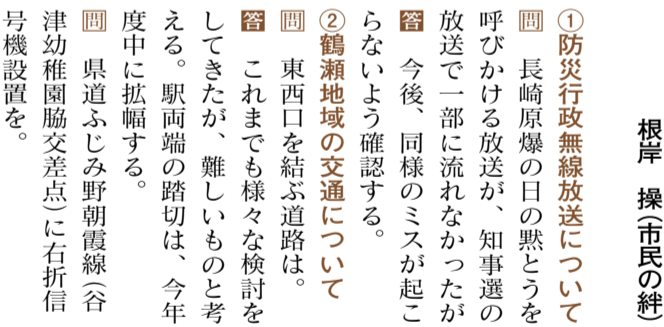 根岸　操(市民の絆)
①防災行政無線放送について
問　長崎原爆の日の黙とうを
呼びかける放送が、知事選の
放送で一部に流れなかったが
答　今後、同様のミスが起こ
らないよう確認する。
②鶴瀬地域の交通について
問　東西口を結ぶ道路は。
答　これまでも様々な検討を
してきたが、難しいものと考
える。駅両端の踏切は、今年
度中に拡幅する。
問　県道ふじみ野朝霞線(谷
津幼稚園脇交差点)に右折信
号機設置を。